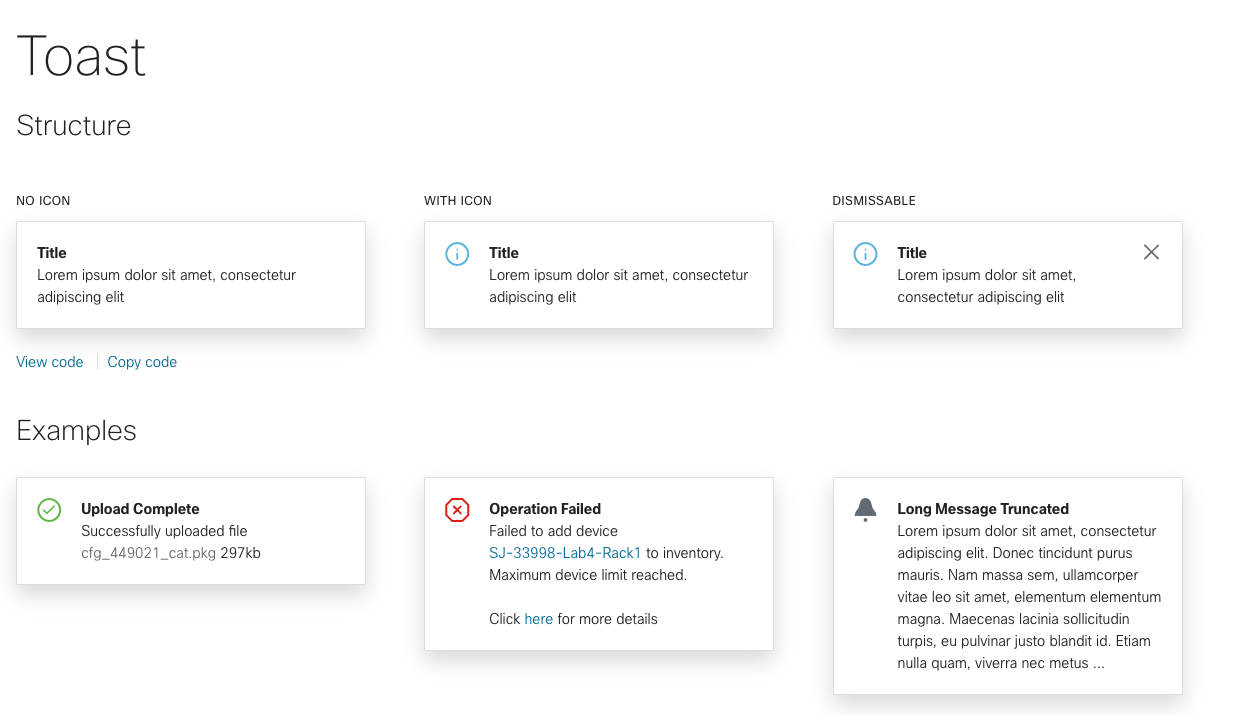 Toast
Structure
NO ICON
Title
Lorem ipsum dolor sit amet, consectetur
adipiscing elit
WITH ICON
Title
Lorem ipsum dolor sit amet, consectetur
adipiscing elit
DISMISSABLE
Title
Lorem ipsum dolor sit amet,
consectetur adipiscing elit
View code Copy code
Examples
Upload Complete
Successfully uploaded file
cfg_449021_cat.pkg 297kb
Operation Failed
Failed to add device
SJ-33998-Lab4-Rack1 to inventory.
Maximum device limit reached.
Click here for more details
Long Message Truncated
Lorem ipsum dolor sit amet, consectetur
adipiscing elit. Donec tincidunt purus
mauris. Nam massa sem, ullamcorper
vitae leo sit amet, elementum elementum
magna. Maecenas lacinia sollicitudin
turpis, eu pulvinar justo blandit id. Etiam
nulla quam, viverra nec metus ...